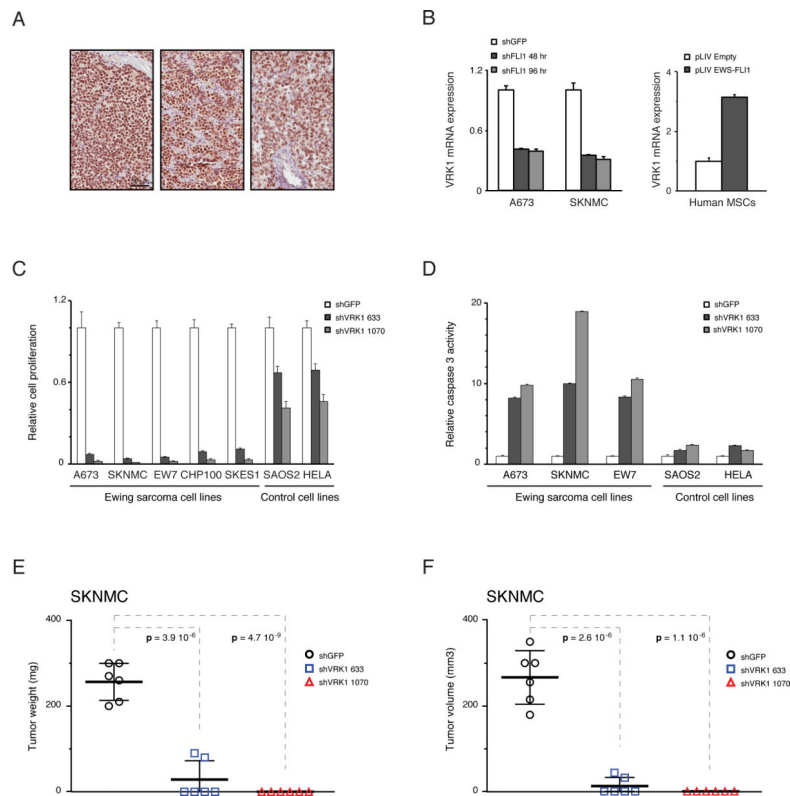 A
B
shGFP
shFLI1 48 hr
shFLI1 96 hr
VRK1 mRNA expression
1.2
0.6
0
A673
SKNMC
pLIV Empty
pLIV EWS-FLI1
VRK1 mRNA expression
4
3
2
1
0
Human MSCs
C
shGFP
shVRK1 633
shVRK1 1070
Relative cell proliferation
1.2
0.6
0
A673
SKNMC
EW7
CHP100
SKES1
SAOS2
HELA
Ewing sarcoma cell lines
Control cell lines
D
shGFP
shVRK1 633
shVRK1 1070
Relative caspase 3 activity
20
10
0
A673
SKNMC
EW7
SAOS2
HELA
Ewing sarcoma cell lines
Control cell lines
E
SKNMC
Tumor weight (mg)
400
200
0
p = 3.9 10-6
p = 4.7 10-9
shGFP
shVRK1 633
shVRK1 1070
F
SKNMC
Tumor volume (mm3)
400
200
0
p = 2.6 10-6
p = 1.1 10-6
shGFP
shVRK1 633
shVRK1 1070